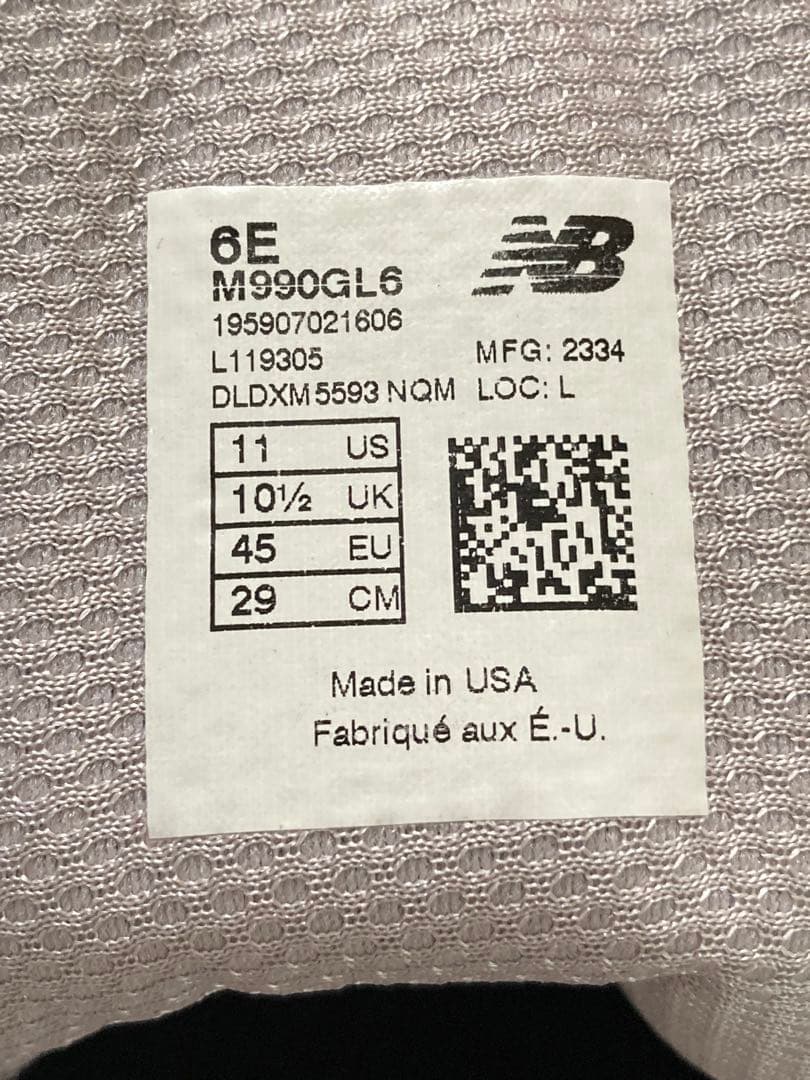 6E
NB
M990GL6
195907021606
L119305
MFG: 2334
DLDXM5593 NQM LOC: L
11 US
10½ UK
45 EU
29 CM
Made in USA
Fabriqué aux É.-U.